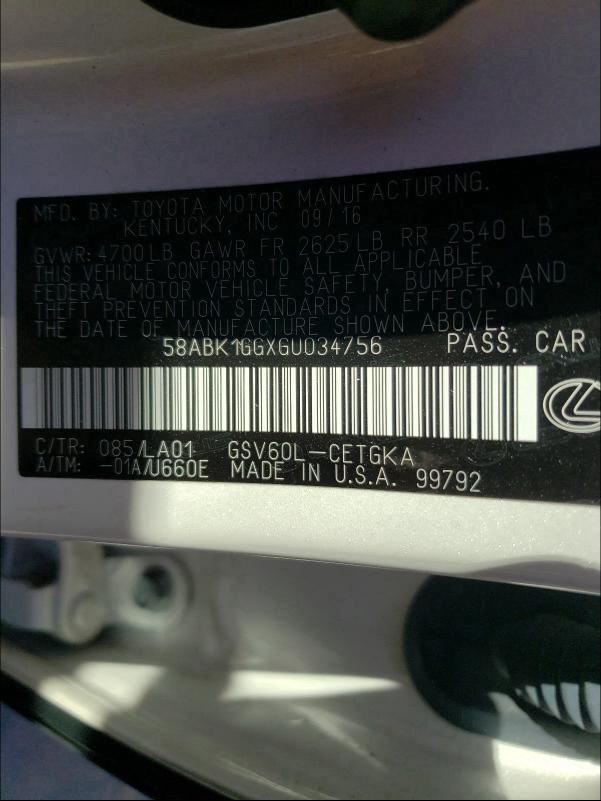 MFD. BY: TOYOTA MOTOR MANUFACTURING.
KENTUCKY, INC 09/16
GVWR: 4700LB GAWR FR 2625LB RR 2540 LB
THIS VEHICLE CONFORMS TO ALL APPLICABLE
FEDERAL MOTOR VEHICLE SAFETY, BUMPER, AND
THEFT PREVENTION STANDARDS IN EFFECT ON
THE DATE OF MANUFACTURE SHOWN ABOVE.
58ABK1GGXGU034756 PASS. CAR
C/TR: 085/LA01 GSV60L-CETGKA
A/TM: -01A/U660E MADE IN U.S.A. 99792